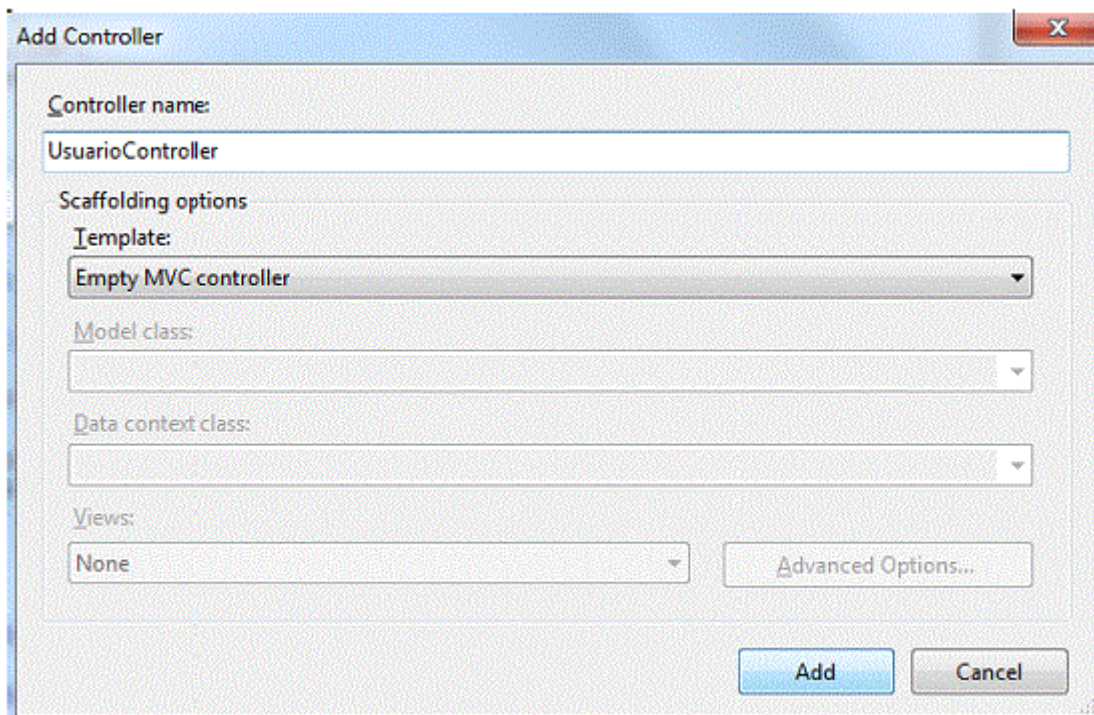 Add Controller
Controller name:
UsuarioController
Scaffolding options
Template:
Empty MVC controller
Model class:
Data context class:
Views:
None
Advanced Options...
Add
Cancel